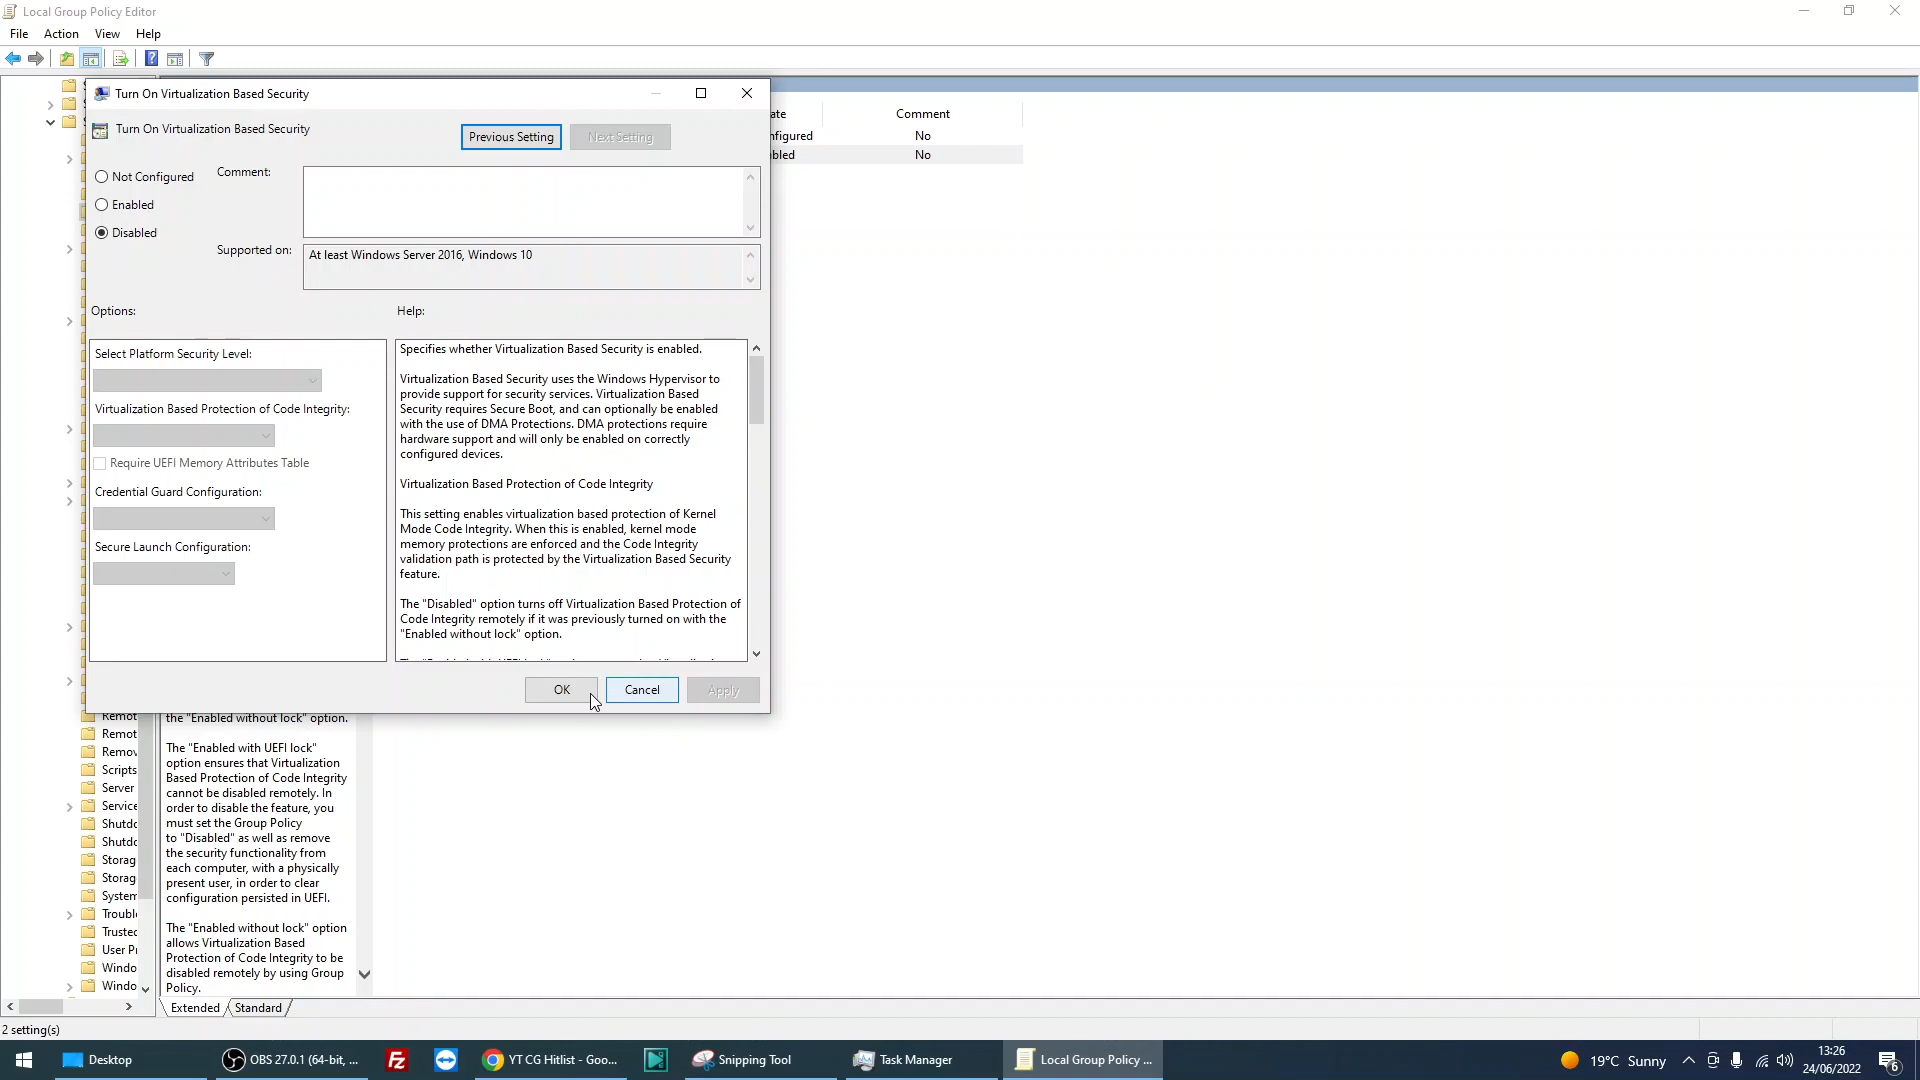 Local Group Policy Editor
File Action View Help
Turn On Virtualization Based Security
Turn On Virtualization Based Security
Previous Setting
Next Setting
Not Configured
Enabled
Disabled
Comment:
Supported on:
At least Windows Server 2016, Windows 10
Options:
Help:
Select Platform Security Level:
Virtualization Based Protection of Code Integrity:
Require UEFI Memory Attributes Table
Credential Guard Configuration:
Secure Launch Configuration:
Specifies whether Virtualization Based Security is enabled.
Virtualization Based Security uses the Windows Hypervisor to
provide support for security services. Virtualization Based
Security requires Secure Boot, and can optionally be enabled
with the use of DMA Protections. DMA protections require
hardware support and will only be enabled on correctly
configured devices.
Virtualization Based Protection of Code Integrity
This setting enables virtualization based protection of Kernel
Mode Code Integrity. When this is enabled, kernel mode
memory protections are enforced and the Code Integrity
validation path is protected by the Virtualization Based Security
feature.
The "Disabled" option turns off Virtualization Based Protection of
Code Integrity remotely if it was previously turned on with the
"Enabled without lock" option.
OK
Cancel
Apply
ate
Comment
nfigured
No
bled
No
Remot
Remot
Remov
Scripts
Server
Service
Shutdo
Shutdo
Storag
Storag
System
Troubl
Trusted
User Pr
Windo
Windo
the "Enabled without lock" option.
The "Enabled with UEFI lock"
option ensures that Virtualization
Based Protection of Code Integrity
cannot be disabled remotely. In
order to disable the feature, you
must set the Group Policy
to "Disabled" as well as remove
the security functionality from
each computer, with a physically
present user, in order to clear
configuration persisted in UEFI.
The "Enabled without lock" option
allows Virtualization Based
Protection of Code Integrity to be
disabled remotely by using Group
Policy.
Extended
Standard
2 setting(s)
Desktop
OBS 27.0.1 (64-bit, ...
YT CG Hitlist - Goo...
Snipping Tool
Task Manager
Local Group Policy ...
19°C Sunny
13:26
24/06/2022
6